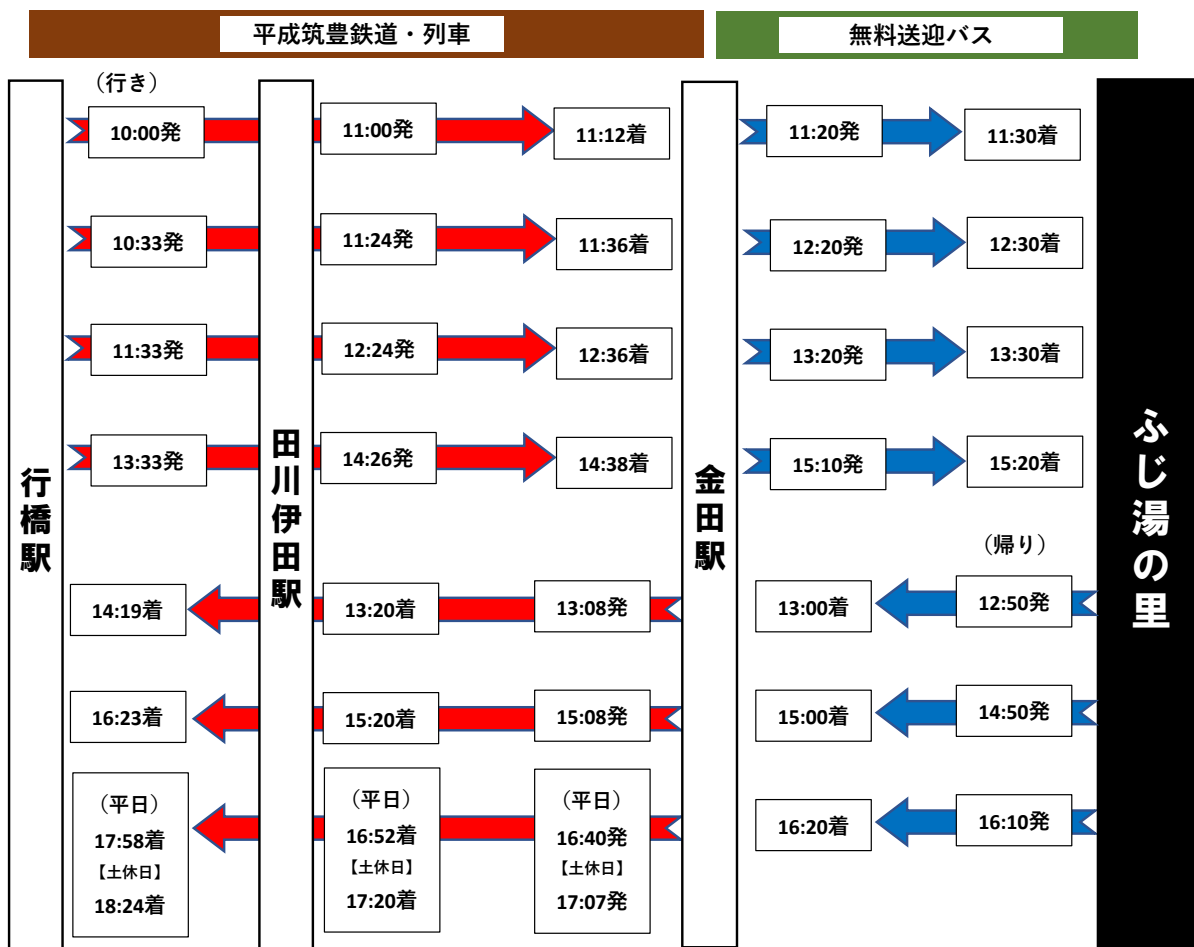 平成筑豊鉄道・列車
無料送迎バス
（行き）
10:00発
11:00発
11:12着
11:20発
11:30着
10:33発
11:24発
11:36着
12:20発
12:30着
11:33発
12:24発
12:36着
13:20発
13:30着
13:33発
14:26発
14:38着
15:10発
15:20着
行橋駅
田川伊田駅
金田駅
ふじ湯の里
（帰り）
14:19着
13:20着
13:08発
13:00着
12:50発
16:23着
15:20着
15:08発
15:00着
14:50発
（平日）
17:58着
【土休日】
18:24着
（平日）
16:52着
【土休日】
17:20着
（平日）
16:40発
【土休日】
17:07発
16:20着
16:10発